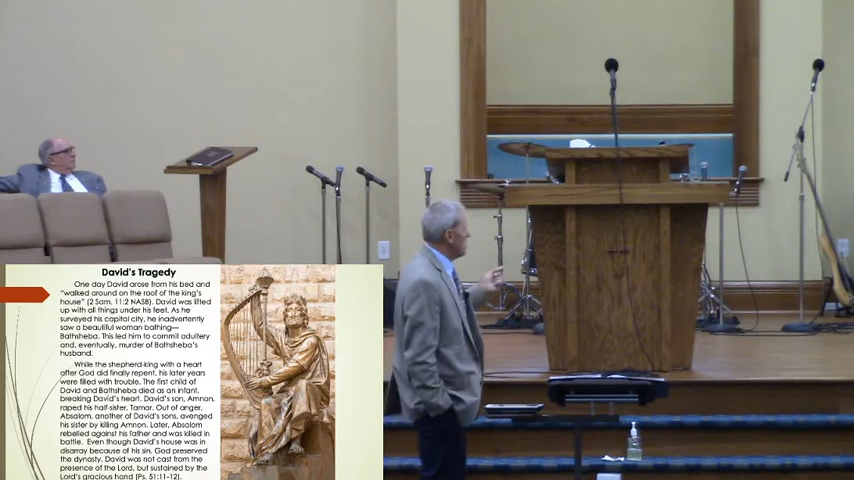 David's Tragedy
One day David arose from his bed and
"walked around on the roof of the king's
house" (2 Sam. 11:2 NASB). David was lifted
up with all things under his feet. As he
surveyed his capital city, he inadvertently
saw a beautiful woman bathing—
Bathsheba. This led him to commit adultery
and, eventually, murder of Bathsheba's
husband.
While the shepherd-king with a heart
after God did finally repent, his later years
were filled with trouble. The first child of
David and Bathsheba died as an infant,
breaking David's heart. David's son, Amnon,
raped his half-sister, Tamar. Out of anger,
Absalom, another of David's sons, avenged
his sister by killing Amnon. Later, Absalom
rebelled against his father and was killed in
battle. Even though David's house was in
disarray because of his sin, God preserved
the dynasty. David was not cast from the
presence of the Lord, but sustained by the
Lord's gracious hand (Ps. 51:11-12).